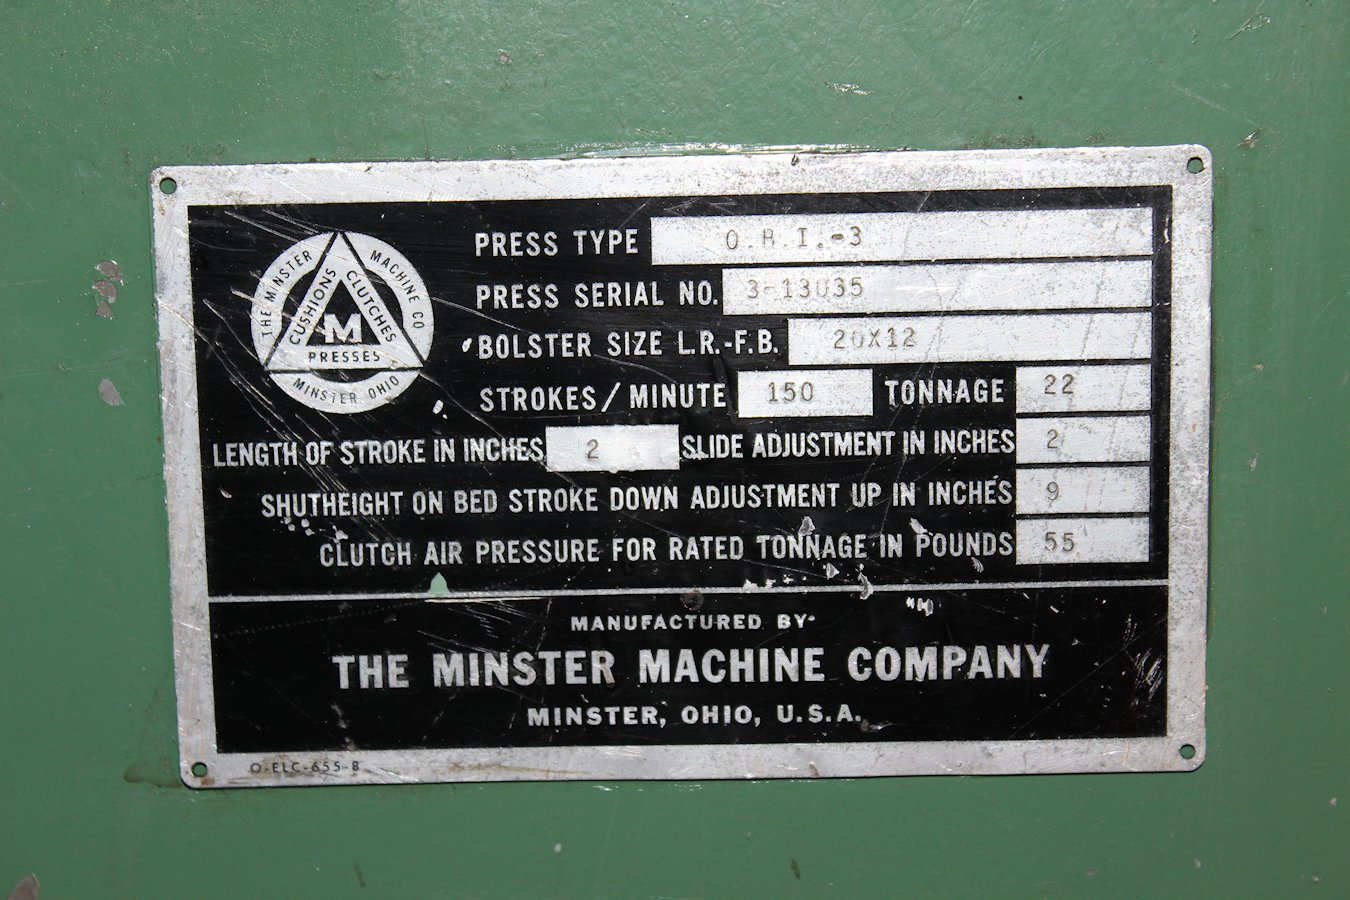 THE MINSTER MACHINE CO
CUSHIONS CLUTCHES
M
PRESSES
MINSTER OHIO
PRESS TYPE O.B.I.-3
PRESS SERIAL NO. 3-13035
BOLSTER SIZE L.R.-F.B. 20X12
STROKES/MINUTE 150 TONNAGE 22
LENGTH OF STROKE IN INCHES 2 SLIDE ADJUSTMENT IN INCHES 2
SHUTHEIGHT ON BED STROKE DOWN ADJUSTMENT UP IN INCHES 9
CLUTCH AIR PRESSURE FOR RATED TONNAGE IN POUNDS 55
MANUFACTURED BY
THE MINSTER MACHINE COMPANY
MINSTER, OHIO, U.S.A.
O-ELC-655-B